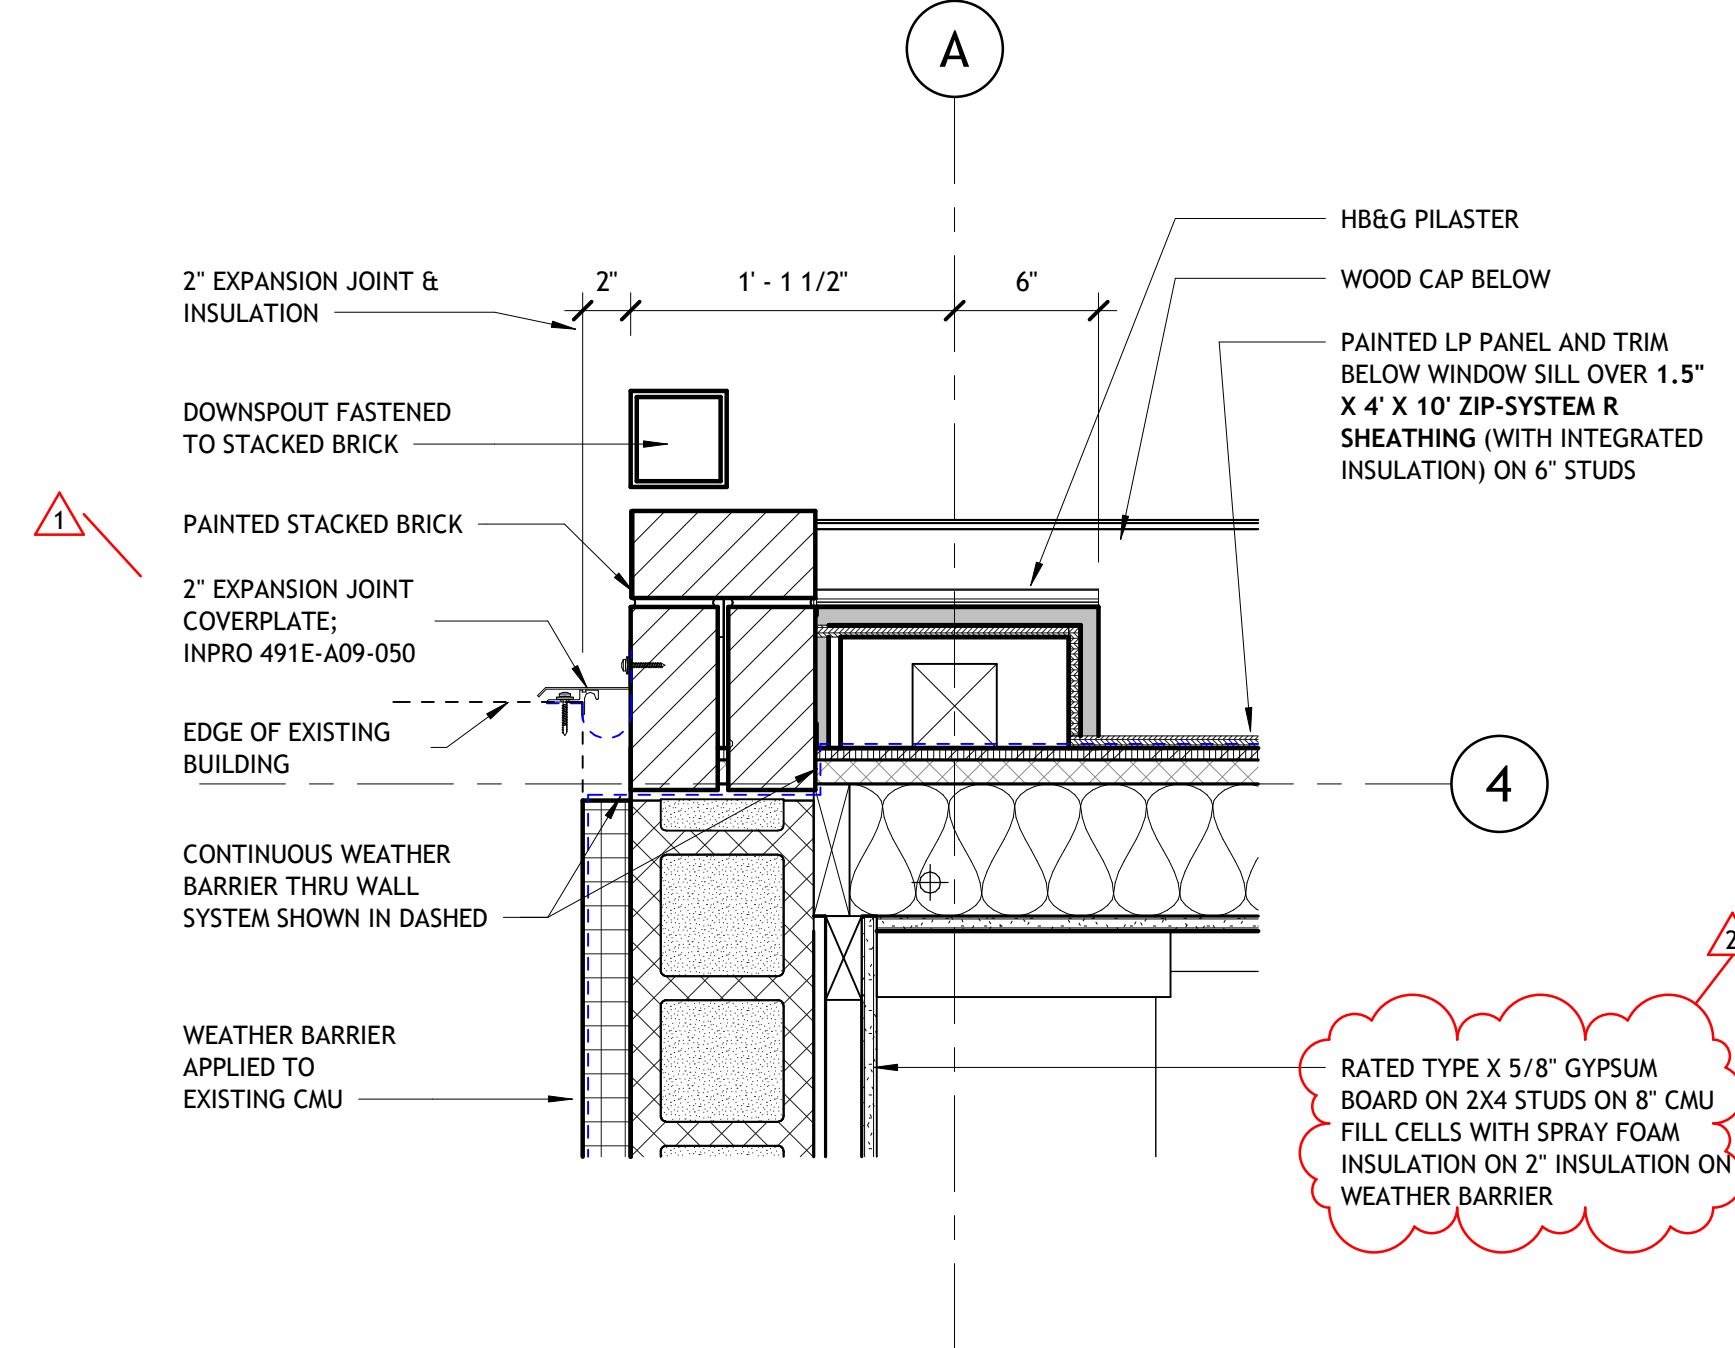 A
2" EXPANSION JOINT &
INSULATION
2"
1' - 1 1/2"
6"
HB&G PILASTER
WOOD CAP BELOW
PAINTED LP PANEL AND TRIM
BELOW WINDOW SILL OVER 1.5"
X 4' X 10' ZIP-SYSTEM R
SHEATHING (WITH INTEGRATED
INSULATION) ON 6" STUDS
DOWNSPOUT FASTENED
TO STACKED BRICK
1
PAINTED STACKED BRICK
2" EXPANSION JOINT
COVERPLATE;
INPRO 491E-A09-050
EDGE OF EXISTING
BUILDING
4
CONTINUOUS WEATHER
BARRIER THRU WALL
SYSTEM SHOWN IN DASHED
2
WEATHER BARRIER
APPLIED TO
EXISTING CMU
RATED TYPE X 5/8" GYPSUM
BOARD ON 2X4 STUDS ON 8" CMU
FILL CELLS WITH SPRAY FOAM
INSULATION ON 2" INSULATION ON
WEATHER BARRIER